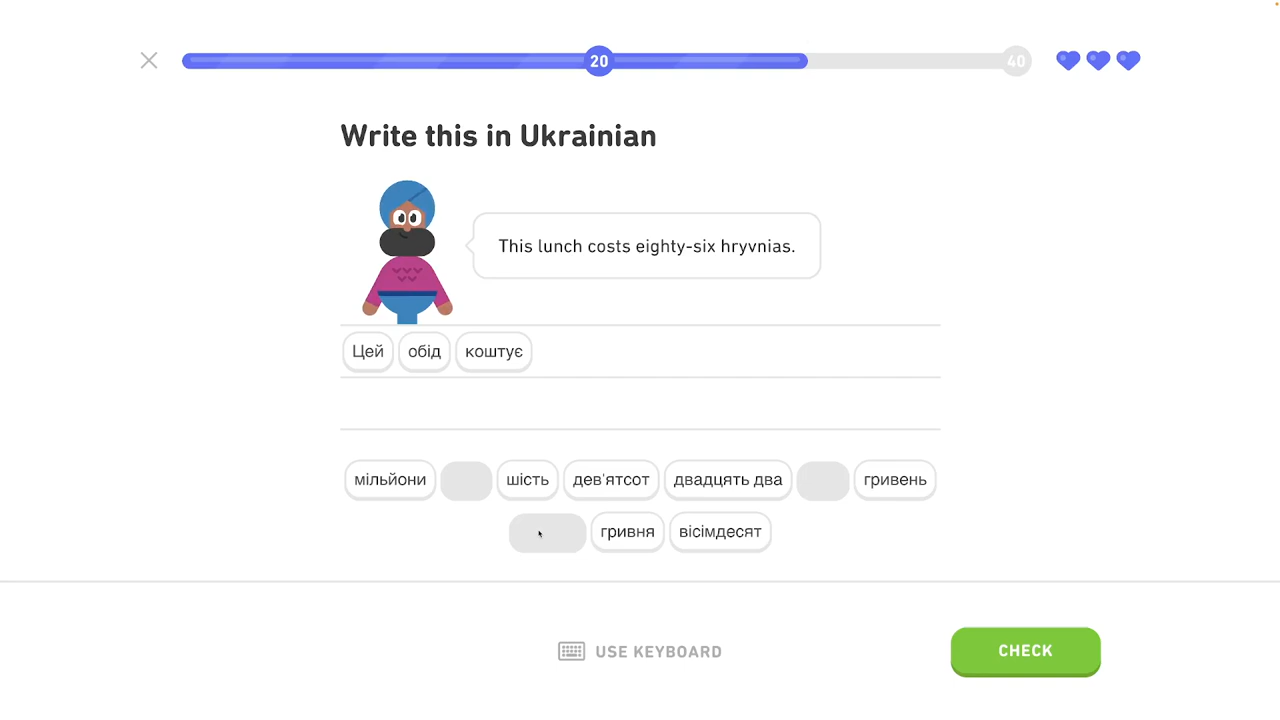 20
40
Write this in Ukrainian
This lunch costs eighty-six hryvnias.
Цей обід коштує
мільйони шість дев'ятсот двадцять два гривень
гривня вісімдесят
USE KEYBOARD
CHECK